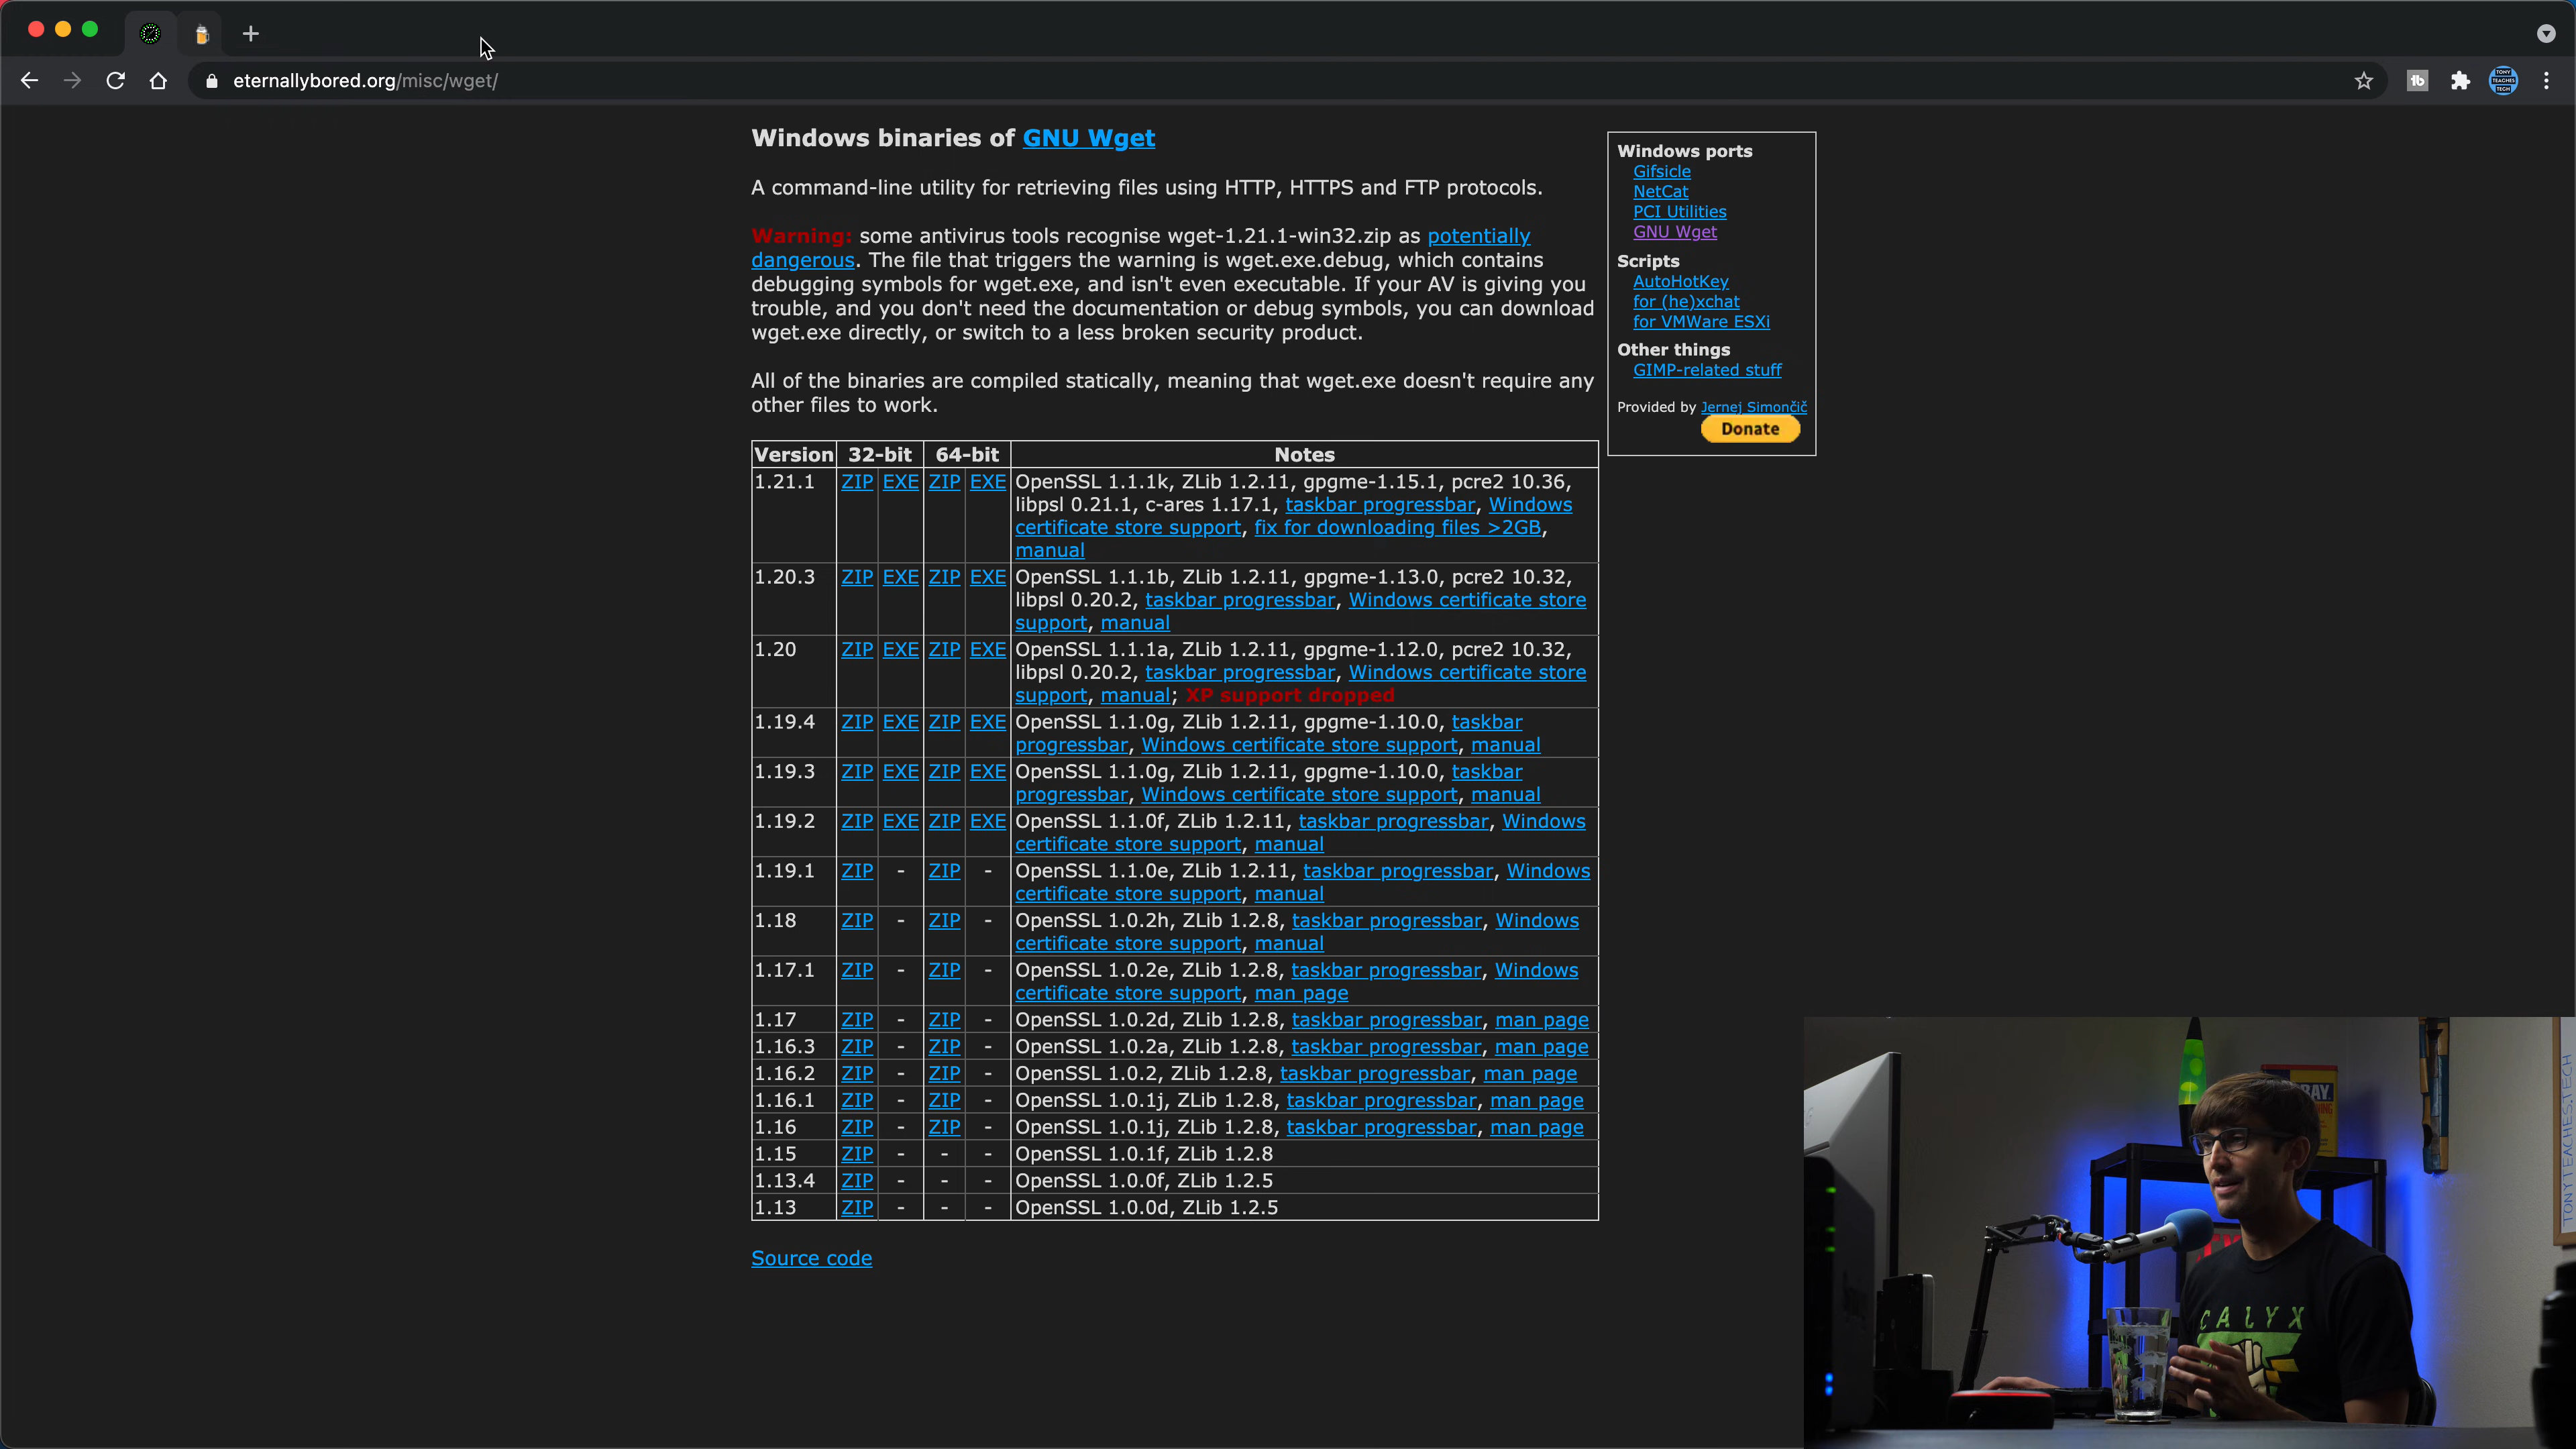 eternallybored.org/misc/wget/
TONY
TEACHES
TECH
Windows binaries of GNU Wget
A command-line utility for retrieving files using HTTP, HTTPS and FTP protocols.
Warning: some antivirus tools recognise wget-1.21.1-win32.zip as potentially
dangerous. The file that triggers the warning is wget.exe.debug, which contains
debugging symbols for wget.exe, and isn't even executable. If your AV is giving you
trouble, and you don't need the documentation or debug symbols, you can download
wget.exe directly, or switch to a less broken security product.
All of the binaries are compiled statically, meaning that wget.exe doesn't require any
other files to work.
Windows ports
Gifsicle
NetCat
PCI Utilities
GNU Wget
Scripts
AutoHotKey
for (he)xchat
for VMWare ESXi
Other things
GIMP-related stuff
Provided by Jernej Simončič
Donate
Version 32-bit 64-bit Notes
1.21.1 ZIP EXE ZIP EXE OpenSSL 1.1.1k, ZLib 1.2.11, gpgme-1.15.1, pcre2 10.36,
libpsl 0.21.1, c-ares 1.17.1, taskbar progressbar, Windows
certificate store support, fix for downloading files >2GB,
manual
1.20.3 ZIP EXE ZIP EXE OpenSSL 1.1.1b, ZLib 1.2.11, gpgme-1.13.0, pcre2 10.32,
libpsl 0.20.2, taskbar progressbar, Windows certificate store
support, manual
1.20 ZIP EXE ZIP EXE OpenSSL 1.1.1a, ZLib 1.2.11, gpgme-1.12.0, pcre2 10.32,
libpsl 0.20.2, taskbar progressbar, Windows certificate store
support, manual; XP support dropped
1.19.4 ZIP EXE ZIP EXE OpenSSL 1.1.0g, ZLib 1.2.11, gpgme-1.10.0, taskbar
progressbar, Windows certificate store support, manual
1.19.3 ZIP EXE ZIP EXE OpenSSL 1.1.0g, ZLib 1.2.11, gpgme-1.10.0, taskbar
progressbar, Windows certificate store support, manual
1.19.2 ZIP EXE ZIP EXE OpenSSL 1.1.0f, ZLib 1.2.11, taskbar progressbar, Windows
certificate store support, manual
1.19.1 ZIP - ZIP - OpenSSL 1.1.0e, ZLib 1.2.11, taskbar progressbar, Windows
certificate store support, manual
1.18 ZIP - ZIP - OpenSSL 1.0.2h, ZLib 1.2.8, taskbar progressbar, Windows
certificate store support, manual
1.17.1 ZIP - ZIP - OpenSSL 1.0.2e, ZLib 1.2.8, taskbar progressbar, Windows
certificate store support, man page
1.17 ZIP - ZIP - OpenSSL 1.0.2d, ZLib 1.2.8, taskbar progressbar, man page
1.16.3 ZIP - ZIP - OpenSSL 1.0.2a, ZLib 1.2.8, taskbar progressbar, man page
1.16.2 ZIP - ZIP - OpenSSL 1.0.2, ZLib 1.2.8, taskbar progressbar, man page
1.16.1 ZIP - ZIP - OpenSSL 1.0.1j, ZLib 1.2.8, taskbar progressbar, man page
1.16 ZIP - ZIP - OpenSSL 1.0.1j, ZLib 1.2.8, taskbar progressbar, man page
1.15 ZIP - - - OpenSSL 1.0.1f, ZLib 1.2.8
1.13.4 ZIP - - - OpenSSL 1.0.0f, ZLib 1.2.5
1.13 ZIP - - - OpenSSL 1.0.0d, ZLib 1.2.5
Source code
TONYTEACHES.TECH
CALYX